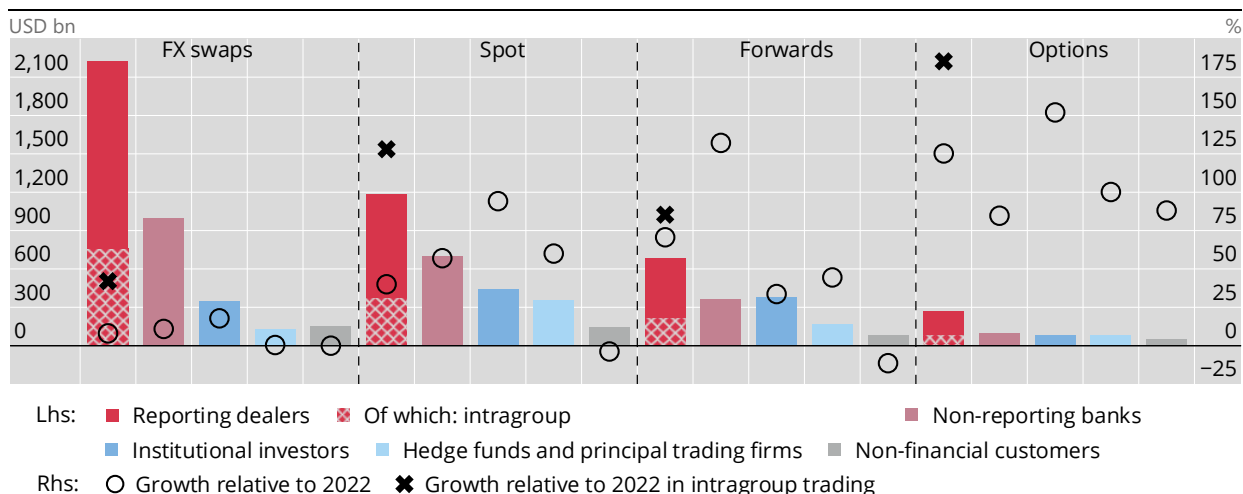 USD bn %
FX swaps Spot Forwards Options
2,100 175
1,800 150
1,500 125
1,200 100
900 75
600 50
300 25
0 0
−25
Lhs: Reporting dealers Of which: intragroup Non-reporting banks
Institutional investors Hedge funds and principal trading firms Non-financial customers
Rhs: Growth relative to 2022 Growth relative to 2022 in intragroup trading